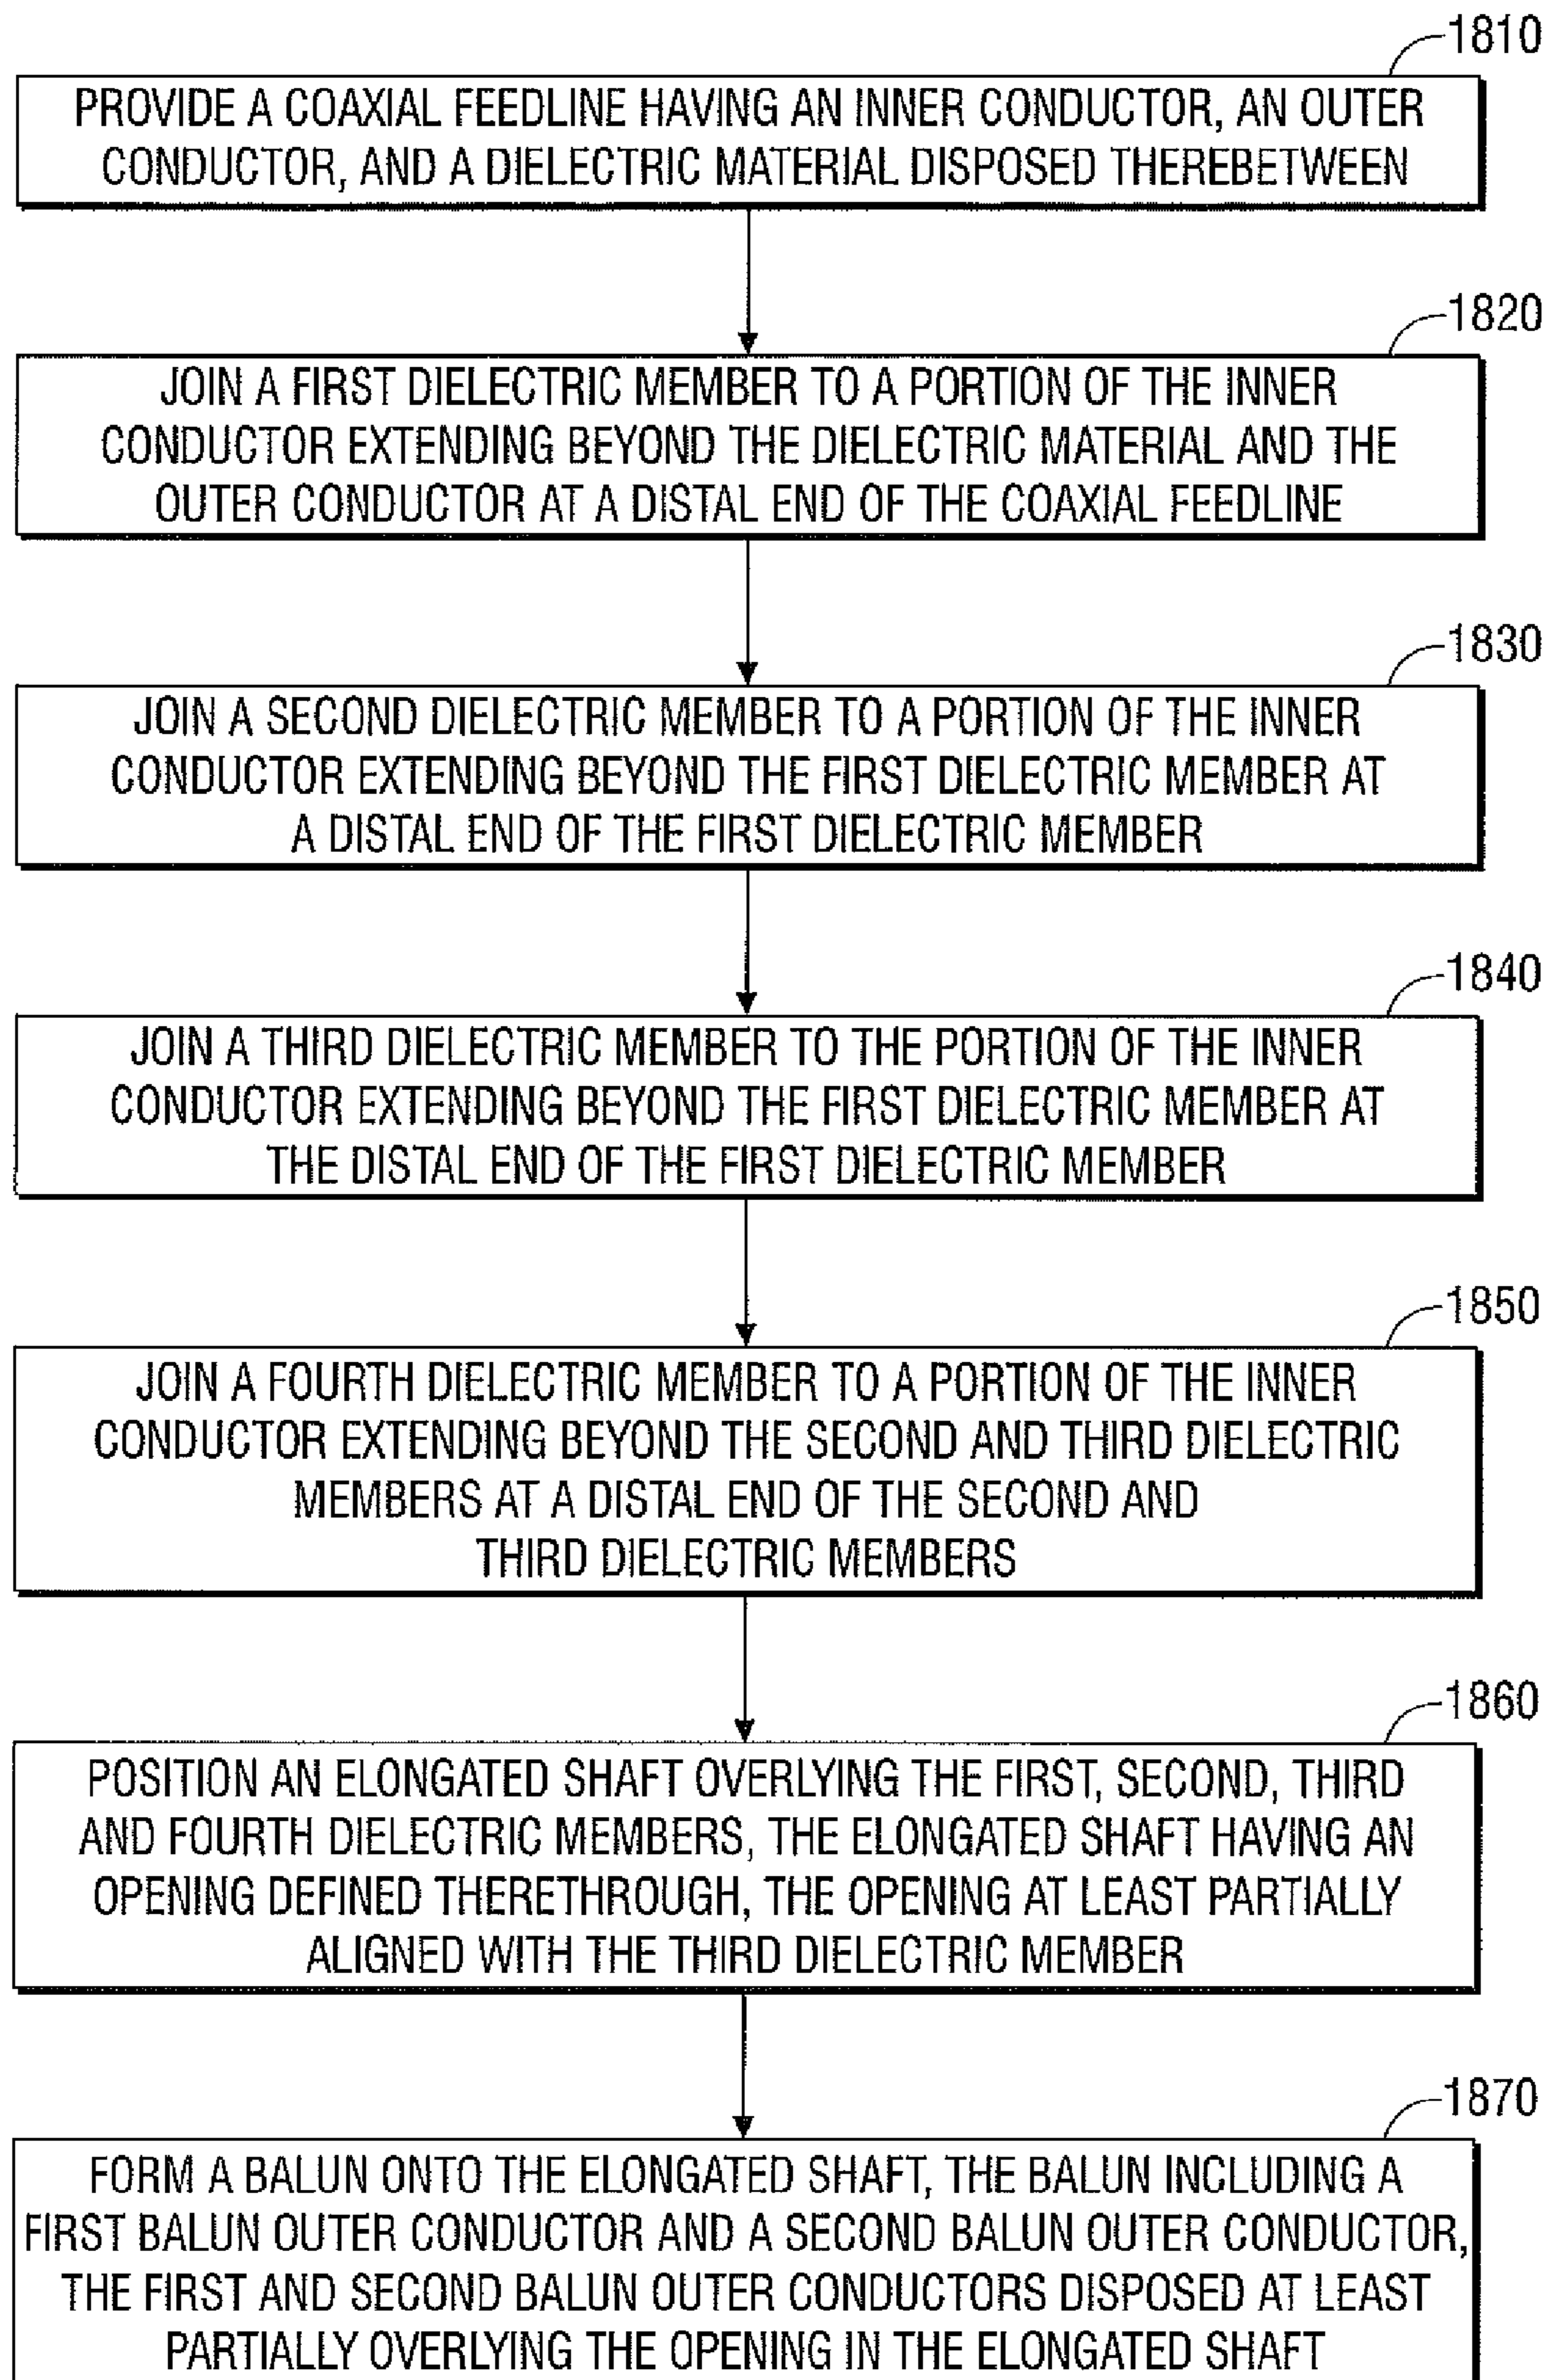 1810
PROVIDE A COAXIAL FEEDLINE HAVING AN INNER CONDUCTOR, AN OUTER
CONDUCTOR, AND A DIELECTRIC MATERIAL DISPOSED THEREBETWEEN
1820
JOIN A FIRST DIELECTRIC MEMBER TO A PORTION OF THE INNER
CONDUCTOR EXTENDING BEYOND THE DIELECTRIC MATERIAL AND THE
OUTER CONDUCTOR AT A DISTAL END OF THE COAXIAL FEEDLINE
1830
JOIN A SECOND DIELECTRIC MEMBER TO A PORTION OF THE INNER
CONDUCTOR EXTENDING BEYOND THE FIRST DIELECTRIC MEMBER AT
A DISTAL END OF THE FIRST DIELECTRIC MEMBER
1840
JOIN A THIRD DIELECTRIC MEMBER TO THE PORTION OF THE INNER
CONDUCTOR EXTENDING BEYOND THE FIRST DIELECTRIC MEMBER AT
THE DISTAL END OF THE FIRST DIELECTRIC MEMBER
1850
JOIN A FOURTH DIELECTRIC MEMBER TO A PORTION OF THE INNER
CONDUCTOR EXTENDING BEYOND THE SECOND AND THIRD DIELECTRIC
MEMBERS AT A DISTAL END OF THE SECOND AND
THIRD DIELECTRIC MEMBERS
1860
POSITION AN ELONGATED SHAFT OVERLYING THE FIRST, SECOND, THIRD
AND FOURTH DIELECTRIC MEMBERS, THE ELONGATED SHAFT HAVING AN
OPENING DEFINED THERETHROUGH, THE OPENING AT LEAST PARTIALLY
ALIGNED WITH THE THIRD DIELECTRIC MEMBER
1870
FORM A BALUN ONTO THE ELONGATED SHAFT, THE BALUN INCLUDING A
FIRST BALUN OUTER CONDUCTOR AND A SECOND BALUN OUTER CONDUCTOR,
THE FIRST AND SECOND BALUN OUTER CONDUCTORS DISPOSED AT LEAST
PARTIALLY OVERLYING THE OPENING IN THE ELONGATED SHAFT